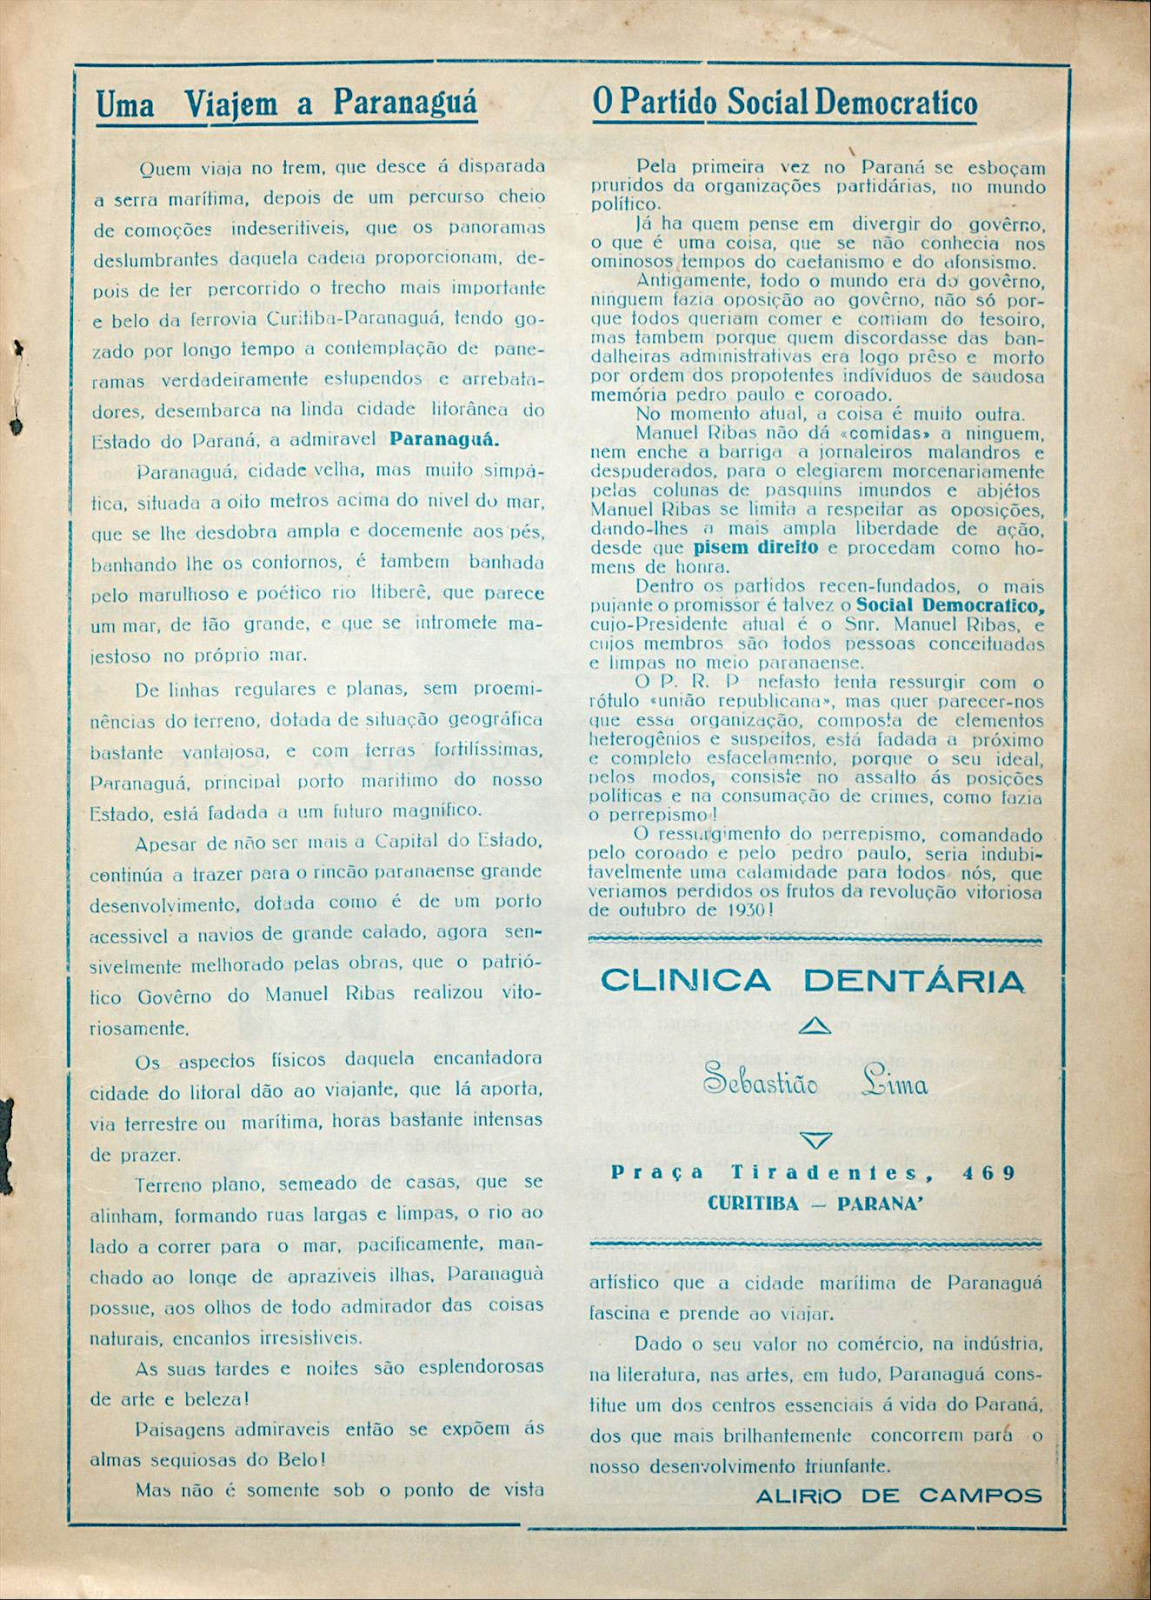 Uma Viajem a Paranaguá
Quem viaja no trem, que desce á disparada
a serra marítima, depois de um percurso cheio
de comoções indeseritiveis, que os panoramas
deslumbrantes daquela cadeia proporcionam, de-
pois de ter percorrido o trecho mais importante
e belo da ferrovia Curitiba-Paranaguá, tendo go-
zado por longo tempo a contemplação de pane-
ramas verdadeiramente estupendos e arrebata-
dores, desembarca na linda cidade litorânea do
Estado do Paraná, a admiravel Paranaguá.
Paranaguá, cidade velha, mas muito simpá-
tica, situada a oito metros acima do nivel do mar,
que se lhe desdobra ampla e docemente aos pés,
banhando lhe os contornos, é tambem banhada
pelo marulhoso e poético rio Itiberê, que parece
um mar, de tão grande, e que se intromete ma-
jestoso no próprio mar.
De linhas regulares e planas, sem proemi-
nências do terreno, dotada de situação geográfica
bastante vantajosa, e com terras fortilíssimas,
Paranaguá, principal porto maritimo do nosso
Estado, está fadada a um futuro magnífico.
Apesar de não ser mais a Capital do Estado,
continúa a trazer para o rincão paranaense grande
desenvolvimento, dotada como é de um porto
acessivel a navios de grande calado, agora sen-
sivelmente melhorado pelas obras, que o patrió-
tico Govêrno do Manuel Ribas realizou vito-
riosamente.
Os aspectos físicos daquela encantadora
cidade do litoral dão ao viajante, que lá aporta,
via terrestre ou marítima, horas bastante intensas
de prazer.
Terreno plano, semeado de casas, que se
alinham, formando ruas largas e limpas, o rio ao
lado a correr para o mar, pacificamente, man-
chado ao longe de apraziveis ilhas, Paranaguà
possue, aos olhos de todo admirador das coisas
naturais, encantos irresistiveis.
As suas tardes e noites são esplendorosas
de arte e beleza!
Paisagens admiraveis então se expõem ás
almas sequiosas do Belo!
Mas não é somente sob o ponto de vista
O Partido Social Democratico
Pela primeira vez no Paraná se esboçam
pruridos da organizações partidárias, no mundo
político.
Já ha quem pense em divergir do govêrno,
o que é uma coisa, que se não conhecia nos
ominosos tempos do caetanismo e do afonsismo.
Antigamente, todo o mundo era do govêrno,
ninguem fazia oposição ao govêrno, não só por-
que todos queriam comer e comiam do tesoiro,
mas tambem porque quem discordasse das ban-
dalheiras administrativas era logo prêso e morto
por ordem dos propotentes indivíduos de saudosa
memória pedro paulo e coroado.
No momento atual, a coisa é muito outra.
Manuel Ribas não dá «comidas» a ninguem,
nem enche a barriga a jornaleiros malandros e
despuderados, para o elegiarem morcenariamente
pelas colunas de pasquins imundos e abjétos
Manuel Ribas se limita a respeitar as oposições,
dando-lhes a mais ampla liberdade de ação,
desde que pisem direito e procedam como ho-
mens de honra.
Dentro os partidos recen-fundados, o mais
pujante o promissor é talvez o Social Democratico,
cujo-Presidente atual é o Snr. Manuel Ribas, e
cujos membros são todos pessoas conceituadas
e limpas no meio paranaense.
O P. R. P nefasto tenta ressurgir com o
rótulo «união republicana», mas quer parecer-nos
que essa organização, composta de elementos
heterogênios e suspeitos, está fadada a próximo
e completo esfacelamento, porque o seu ideal,
pelos modos, consiste no assalto ás posições
políticas e na consumação de crimes, como fazia
o perrepismo!
O ressurgimento do perrepismo, comandado
pelo coroado e pelo pedro paulo, seria indubi-
tavelmente uma calamidade para todos nós, que
veriamos perdidos os frutos da revolução vitoriosa
de outubro de 1930!
CLINICA DENTÁRIA
Sebastião Lima
Praça Tiradentes, 469
CURITIBA — PARANA'
artístico que a cidade marítima de Paranaguá
fascina e prende ao viajar.
Dado o seu valor no comércio, na indústria,
na literatura, nas artes, em tudo, Paranaguá cons-
titue um dos centros essenciais á vida do Paraná,
dos que mais brilhantemente concorrem pará o
nosso desenvolvimento triunfante.
ALIRIO DE CAMPOS